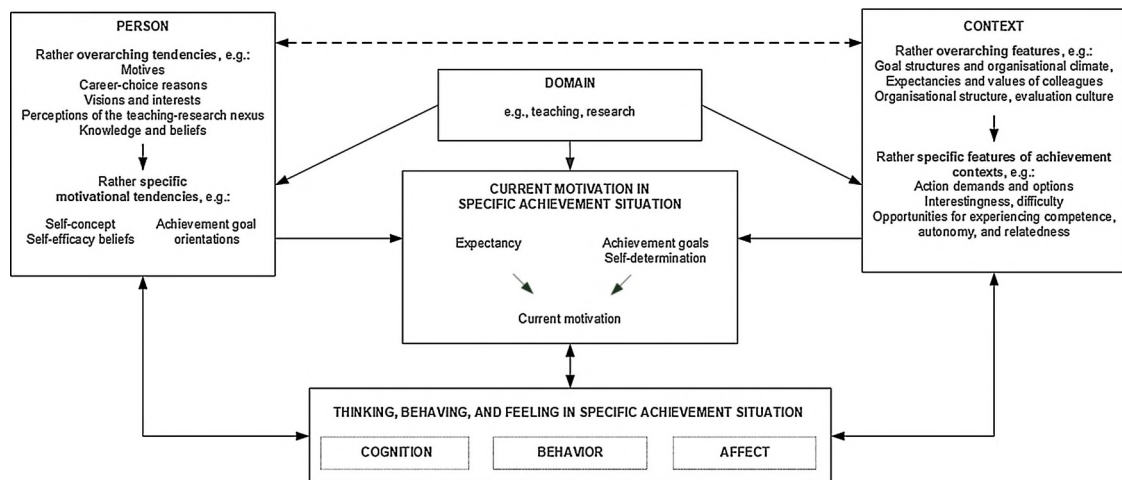 PERSON
Rather overarching tendencies, e.g.:
Motives
Career-choice reasons
Visions and interests
Perceptions of the teaching-research nexus
Knowledge and beliefs
Rather specific
motivational tendencies, e.g.:
Self-concept
Self-efficacy beliefs
Achievement goal
orientations
DOMAIN
e.g., teaching, research
CURRENT MOTIVATION IN
SPECIFIC ACHIEVEMENT SITUATION
Expectancy
Achievement goals
Self-determination
Current motivation
CONTEXT
Rather overarching features, e.g.:
Goal structures and organisational climate,
Expectancies and values of colleagues
Organisational structure, evaluation culture
Rather specific features of achievement
contexts, e.g.:
Action demands and options
Interestingness, difficulty
Opportunities for experiencing competence,
autonomy, and relatedness
THINKING, BEHAVING, AND FEELING IN SPECIFIC ACHIEVEMENT SITUATION
COGNITION
BEHAVIOR
AFFECT